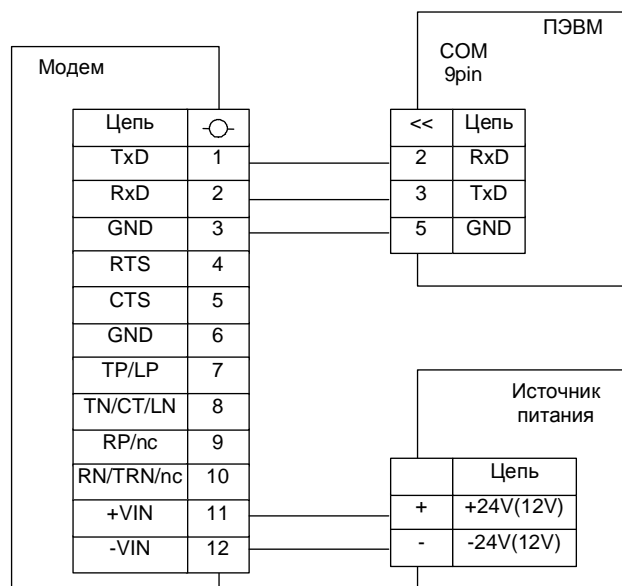 ПЭВМ
Модем
COM
9pin
Цепь
<< Цепь
TxD 1
2 RxD
RxD 2
3 TxD
GND 3
5 GND
RTS 4
CTS 5
GND 6
TP/LP 7
TN/CT/LN 8
RP/nc 9
RN/TRN/nc 10
+VIN 11
-VIN 12
Источник
питания
Цепь
+ +24V(12V)
- -24V(12V)